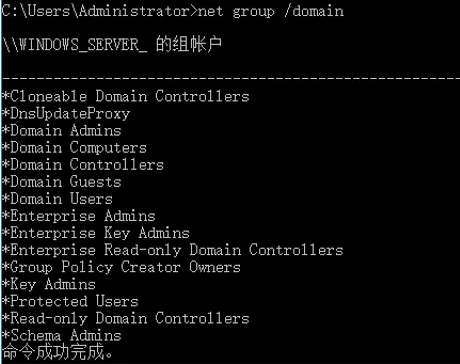 C:\Users\Administrator>net group /domain
\\WINDOWS_SERVER_ 的组帐户
-------------------------------------------------------
*Cloneable Domain Controllers
*DnsUpdateProxy
*Domain Admins
*Domain Computers
*Domain Controllers
*Domain Guests
*Domain Users
*Enterprise Admins
*Enterprise Key Admins
*Enterprise Read-only Domain Controllers
*Group Policy Creator Owners
*Key Admins
*Protected Users
*Read-only Domain Controllers
*Schema Admins
命令成功完成。